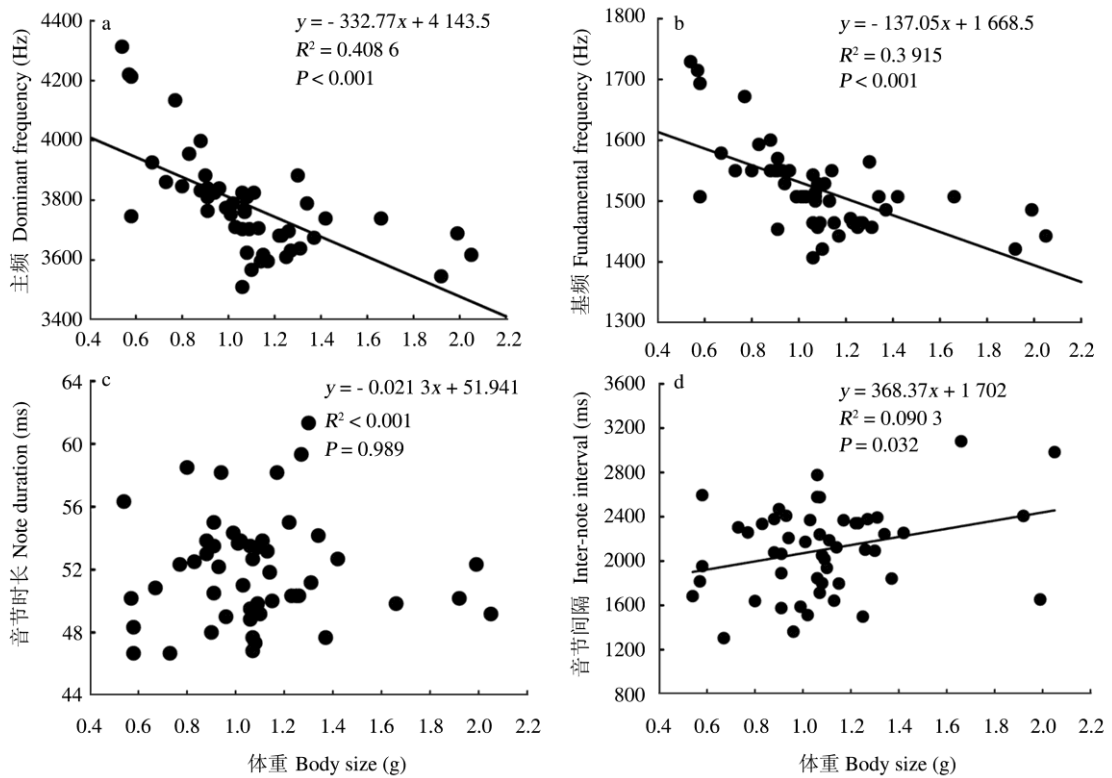 a
y = - 332.77x + 4 143.5
R² = 0.408 6
P < 0.001
主频 Dominant frequency (Hz)
4400
4200
4000
3800
3600
3400
0.4 0.6 0.8 1.0 1.2 1.4 1.6 1.8 2.0 2.2
b
y = - 137.05x + 1 668.5
R² = 0.3 915
P < 0.001
基频 Fundamental frequency (Hz)
1800
1700
1600
1500
1400
1300
0.4 0.6 0.8 1.0 1.2 1.4 1.6 1.8 2.0 2.2
c
y = - 0.021 3x + 51.941
R² < 0.001
P = 0.989
音节时长 Note duration (ms)
64
60
56
52
48
44
0.4 0.6 0.8 1.0 1.2 1.4 1.6 1.8 2.0 2.2
体重 Body size (g)
d
y = 368.37x + 1 702
R² = 0.090 3
P = 0.032
音节间隔 Inter-note interval (ms)
3600
3200
2800
2400
2000
1600
1200
800
0.4 0.6 0.8 1.0 1.2 1.4 1.6 1.8 2.0 2.2
体重 Body size (g)